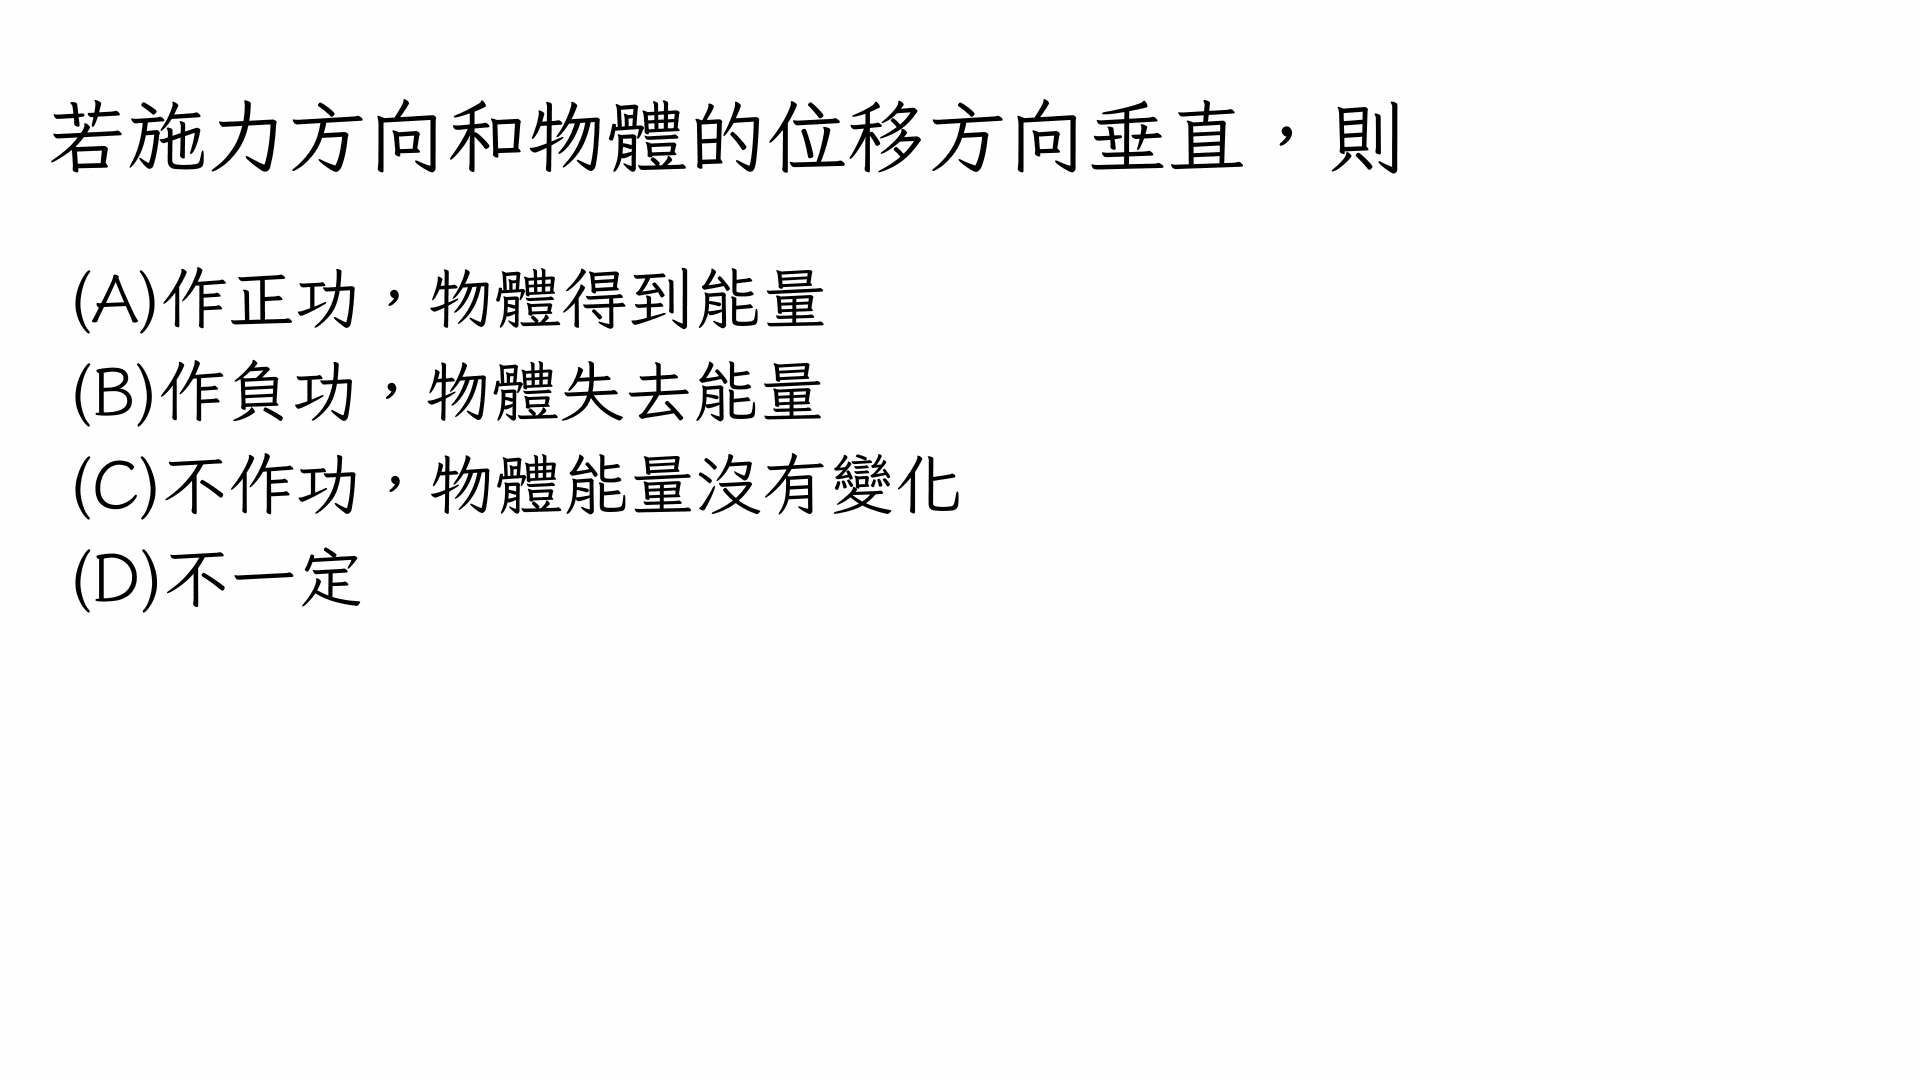 若施力方向和物體的位移方向垂直，則
(A)作正功，物體得到能量
(B)作負功，物體失去能量
(C)不作功，物體能量沒有變化
(D)不一定